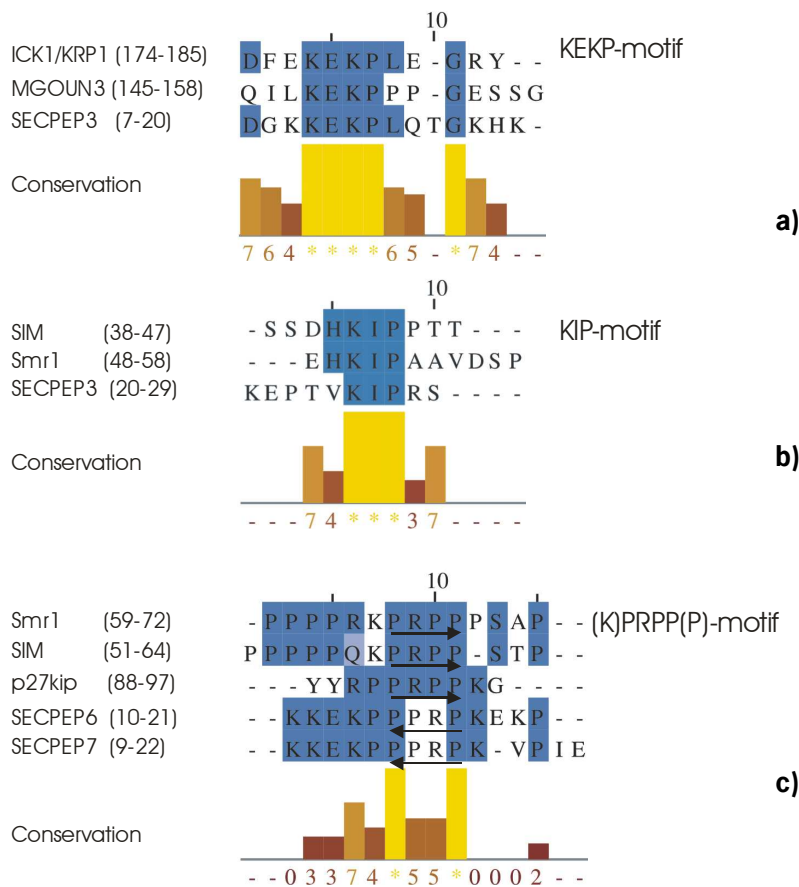 10
KEKP-motif
ICK1/KRP1 (174-185) D F E K E K P L E - G R Y - -
MGOUN3 (145-158) Q I L K E K P P P - G E S S G
SECPEP3 (7-20) D G K K E K P L Q T G K H K -
Conservation
a)
7 6 4 * * * * 6 5 - * 7 4 - -
10
KIP-motif
SIM (38-47) - S S D H K I P P T T - - -
Smr1 (48-58) - - - E H K I P A A V D S P
SECPEP3 (20-29) K E P T V K I P R S - - - -
Conservation
b)
- - - 7 4 * * * 3 7 - - - -
10
(K)PRPP(P)-motif
Smr1 (59-72) - P P P P R K P R P P P S A P - -
SIM (51-64) P P P P P Q K P R P P - S T P - -
p27kip (88-97) - - Y Y R P P R P P K G - - - -
SECPEP6 (10-21) - - K K E K P P P R P K E K P - -
SECPEP7 (9-22) - - K K E K P P P R P K - V P I E
Conservation
c)
- - 0 3 3 7 4 * 5 5 * 0 0 0 2 - -